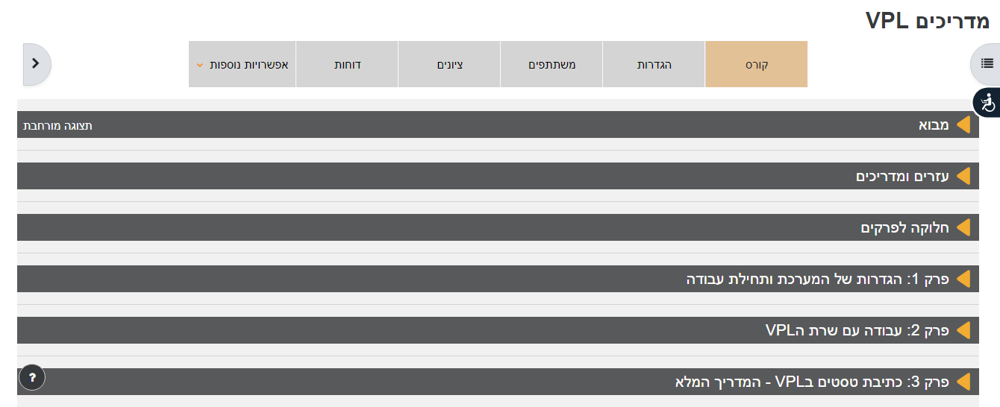 מדריכים VPL
קורס
הגדרות
משתתפים
ציונים
דוחות
אפשרויות נוספות
מבוא
תצוגה מורחבת
עזרים ומדריכים
חלוקה לפרקים
פרק 1: הגדרות של המערכת ותחילת עבודה
פרק 2: עבודה עם שרת הVPL
פרק 3: כתיבת טסטים בVPL - המדריך המלא
?